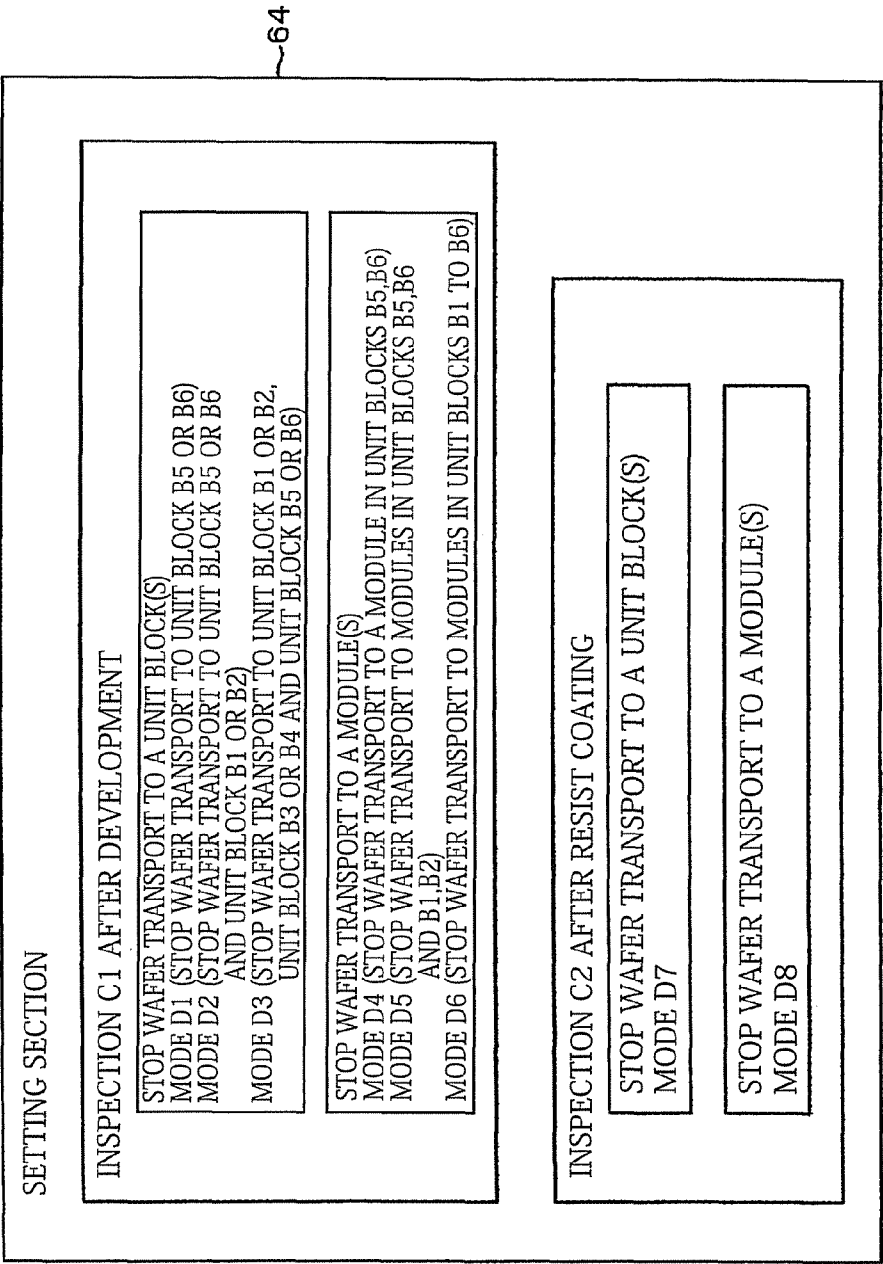 SETTING SECTION
INSPECTION C1 AFTER DEVELOPMENT
STOP WAFER TRANSPORT TO A UNIT BLOCK(S)
MODE D1 (STOP WAFER TRANSPORT TO UNIT BLOCK B5 OR B6)
MODE D2 (STOP WAFER TRANSPORT TO UNIT BLOCK B5 OR B6
AND UNIT BLOCK B1 OR B2)
MODE D3 (STOP WAFER TRANSPORT TO UNIT BLOCK B1 OR B2,
UNIT BLOCK B3 OR B4 AND UNIT BLOCK B5 OR B6)
STOP WAFER TRANSPORT TO A MODULE(S)
MODE D4 (STOP WAFER TRANSPORT TO A MODULE IN UNIT BLOCKS B5,B6)
MODE D5 (STOP WAFER TRANSPORT TO MODULES IN UNIT BLOCKS B5,B6
AND B1,B2)
MODE D6 (STOP WAFER TRANSPORT TO MODULES IN UNIT BLOCKS B1 TO B6)
INSPECTION C2 AFTER RESIST COATING
STOP WAFER TRANSPORT TO A UNIT BLOCK(S)
MODE D7
STOP WAFER TRANSPORT TO A MODULE(S)
MODE D8
64